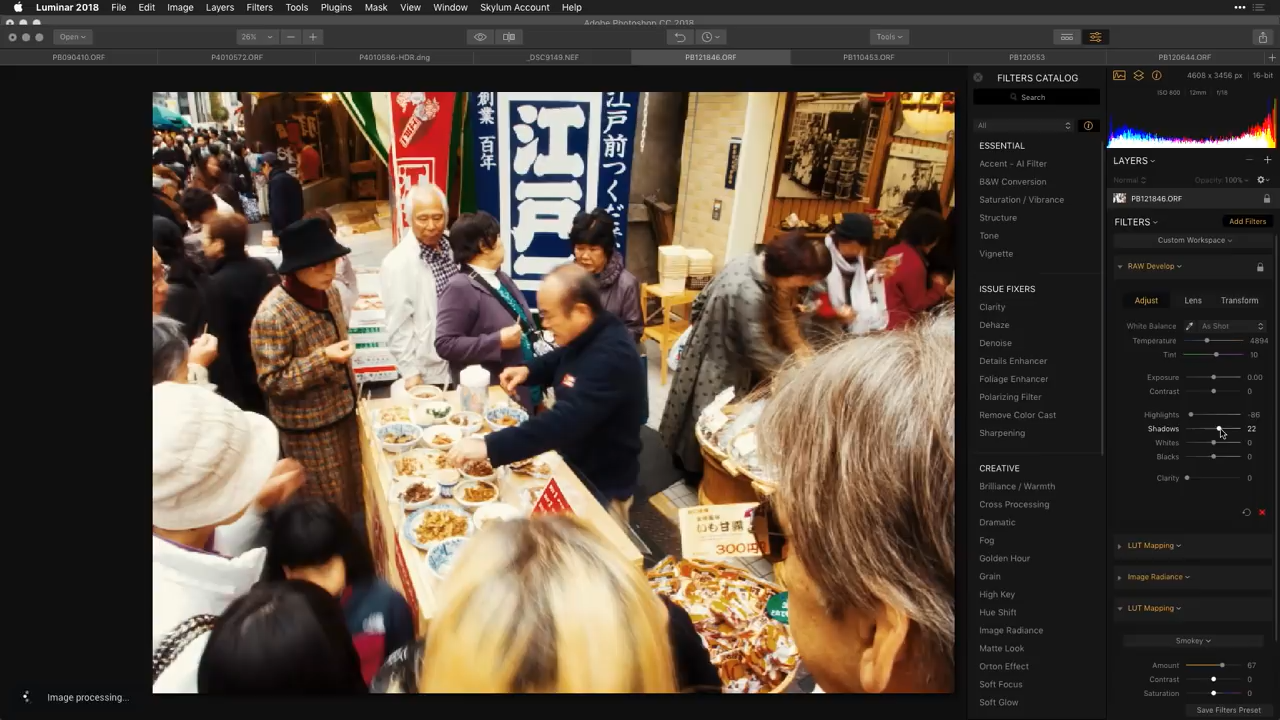 Luminar 2018 File Edit Image Layers Filters Tools Plugins Mask View Window Skylum Account Help
Adobe Photoshop CC 2018
Open 26% Tools
PB090410.ORF P4010572.ORF P4010586-HDR.dng _DSC9149.NEF PB121846.ORF PB110453.ORF PB120553 PB120644.ORF
FILTERS CATALOG
Search
All
ESSENTIAL
Accent - AI Filter
B&W Conversion
Saturation / Vibrance
Structure
Tone
Vignette
ISSUE FIXERS
Clarity
Dehaze
Denoise
Details Enhancer
Foliage Enhancer
Polarizing Filter
Remove Color Cast
Sharpening
CREATIVE
Brilliance / Warmth
Cross Processing
Dramatic
Fog
Golden Hour
Grain
High Key
Hue Shift
Image Radiance
Matte Look
Orton Effect
Soft Focus
Soft Glow
4608 x 3456 px 16-bit
ISO 800 12mm f/18
LAYERS
Normal Opacity: 100%
PB121846.ORF
FILTERS Add Filters
Custom Workspace
RAW Develop
Adjust Lens Transform
White Balance As Shot
Temperature 4894
Tint 10
Exposure 0.00
Contrast 0
Highlights -86
Shadows 22
Whites 0
Blacks 0
Clarity 0
LUT Mapping
Image Radiance
LUT Mapping
Smokey
Amount 67
Contrast 0
Saturation 0
Save Filters Preset
創業 百年
江戸
江戸前つくだに
いも甘露
300円
Image processing...